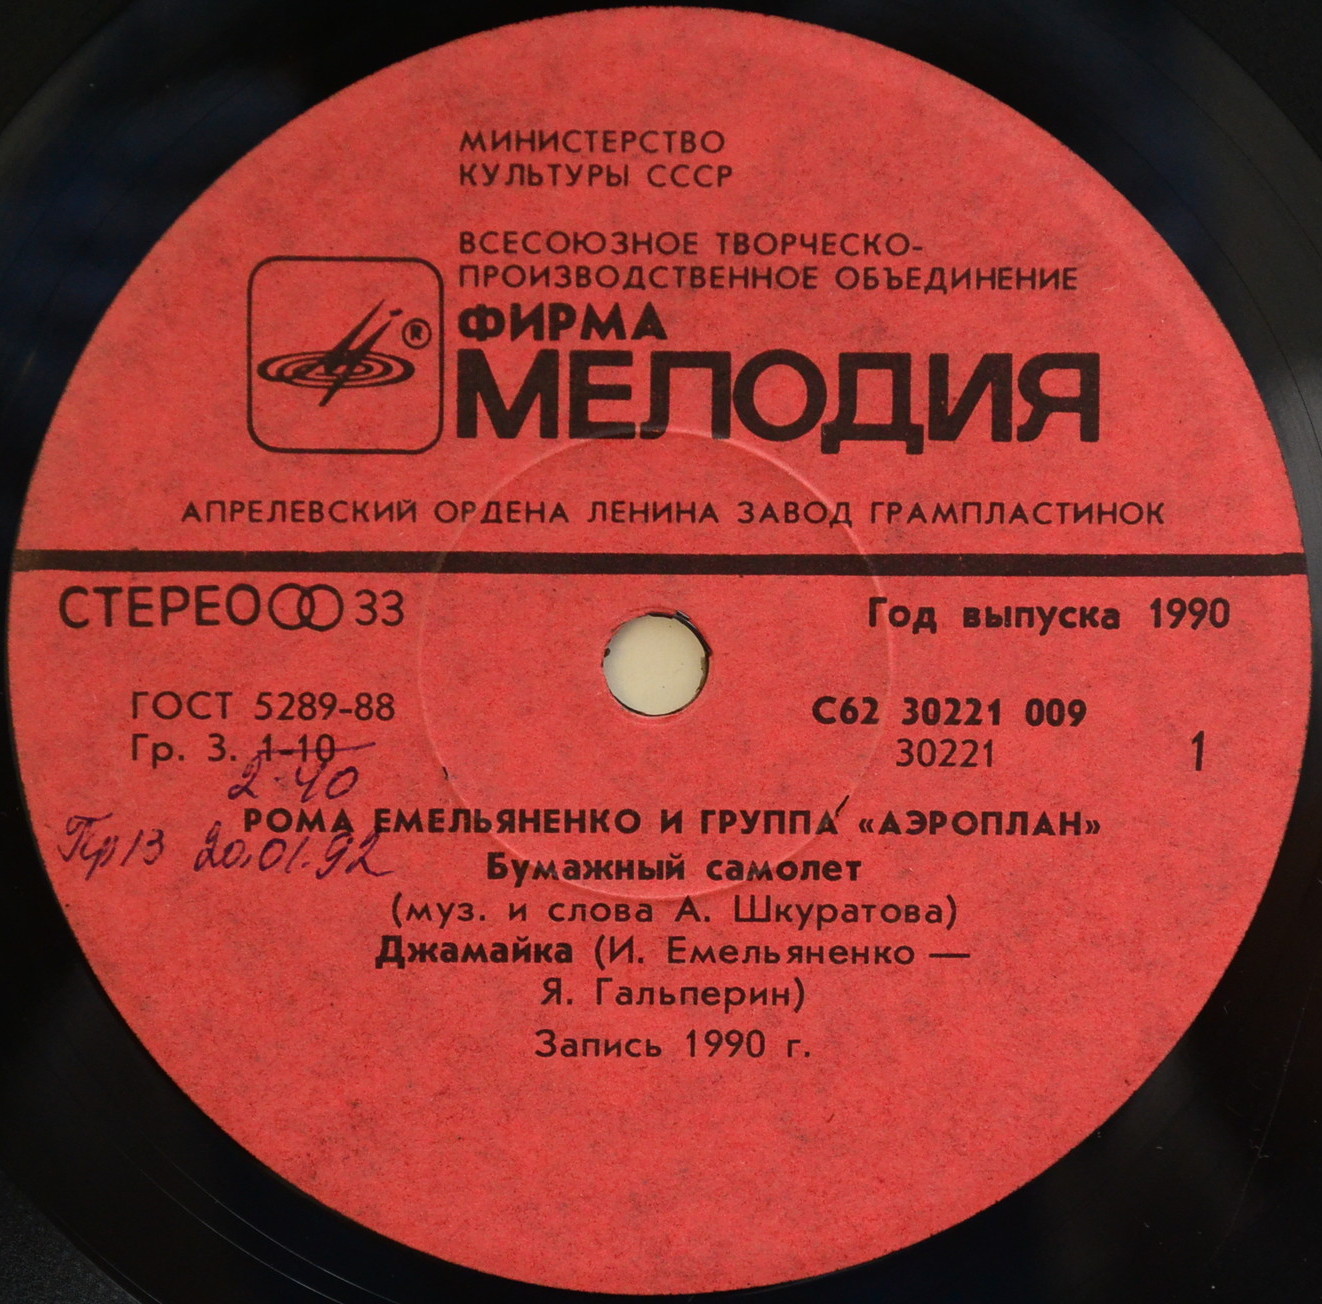 МИНИСТЕРСТВО
КУЛЬТУРЫ СССР
ВСЕСОЮЗНОЕ ТВОРЧЕСКО-
ПРОИЗВОДСТВЕННОЕ ОБЪЕДИНЕНИЕ
ФИРМА
®
МЕЛОДИЯ
АПРЕЛЕВСКИЙ ОРДЕНА ЛЕНИНА ЗАВОД ГРАМПЛАСТИНОК
СТЕРЕО 33
Год выпуска 1990
ГОСТ 5289-88
Гр. 3. 1-10
2-40
С62 30221 009
30221
1
РОМА ЕМЕЛЬЯНЕНКО И ГРУППА «АЭРОПЛАН»
20.01.92
Бумажный самолет
(муз. и слова А. Шкуратова)
Джамайка (И. Емельяненко —
Я. Гальперин)
Запись 1990 г.